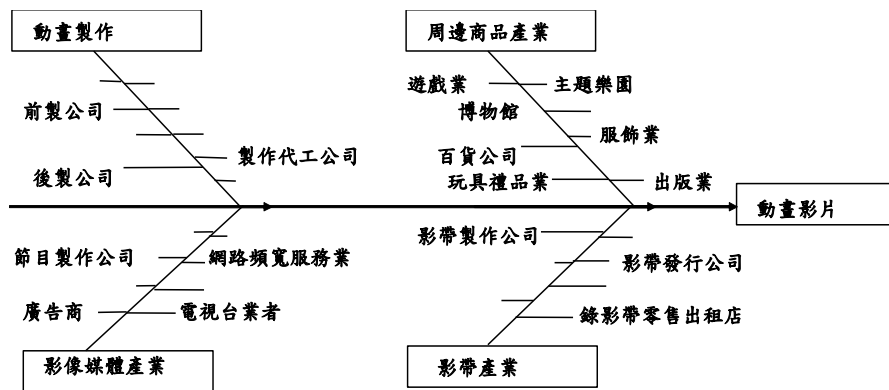 動畫製作
周邊商品產業
遊戲業
主題樂園
前製公司
博物館
服飾業
製作代工公司
百貨公司
後製公司
玩具禮品業
出版業
動畫影片
影帶製作公司
節目製作公司
網路頻寬服務業
影帶發行公司
廣告商
電視台業者
錄影帶零售出租店
影像媒體產業
影帶產業